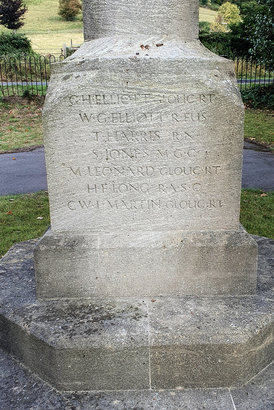 G.H.ELLIOTT. GLOUC.RT
W.G.ELLIOTT. R.FUS
T.HARRIS. R.N.
S.JONES. M.G.C.
M.LEONARD.GLOUC.RT
H.F.LONG. R.A.S.C.
C.W.L.MARTIN.GLOUC.RT.